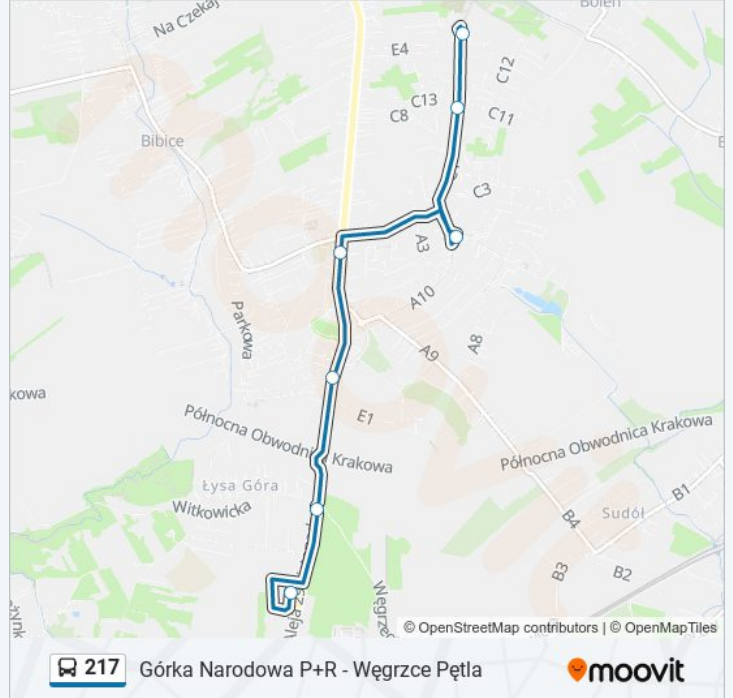 Na Czekaj
Boleń
E4
C12
C13
C8
C11
Bibice
C3
A3
A10
Parkowa
A8
A9
kowa
E1
Północna Obwodnica Krakowa
Północna Obwodnica Krakowa
Łysa Góra
Witkowicka
B1
Sudół
B4
B3
B2
© OpenStreetMap contributors | © OpenMapTiles
217 Górka Narodowa P+R - Węgrzce Pętla
moovit